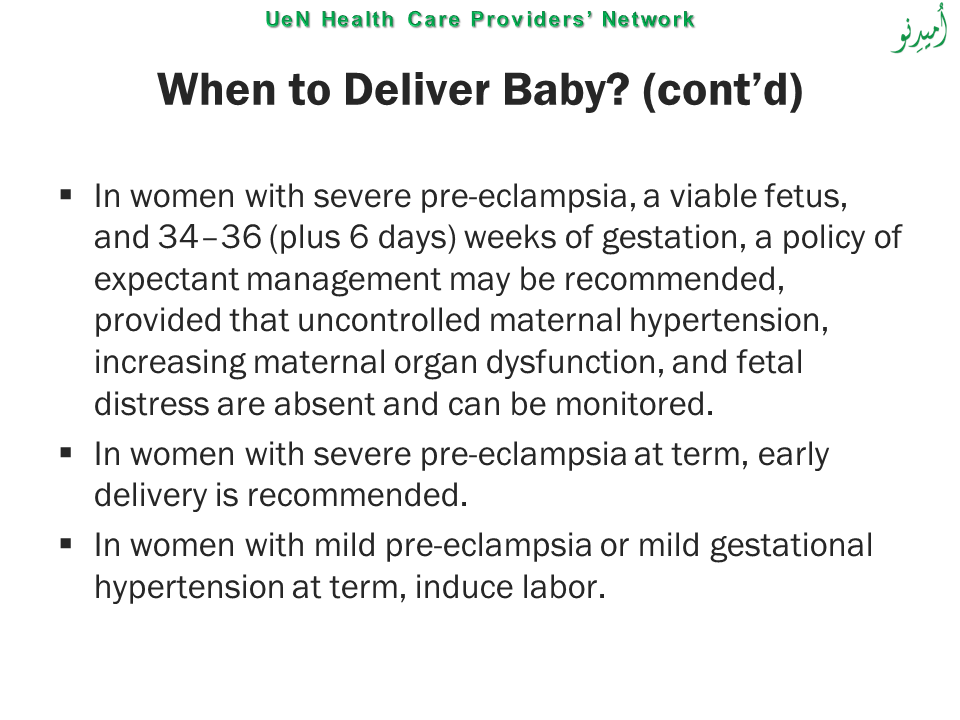 UeN Health Care Providers’ Network
اُمیدِنو
When to Deliver Baby? (cont’d)
▪ In women with severe pre-eclampsia, a viable fetus,
and 34–36 (plus 6 days) weeks of gestation, a policy of
expectant management may be recommended,
provided that uncontrolled maternal hypertension,
increasing maternal organ dysfunction, and fetal
distress are absent and can be monitored.
▪ In women with severe pre-eclampsia at term, early
delivery is recommended.
▪ In women with mild pre-eclampsia or mild gestational
hypertension at term, induce labor.